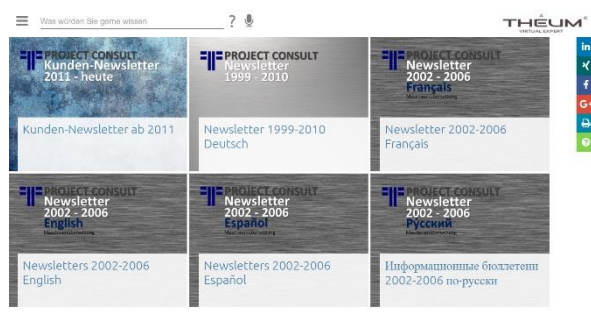 Was würden Sie gerne wissen
?
THEUM®
VIRTUAL EXPERT
in
f
G+
PROJECT CONSULT
Kunden-Newsletter
2011 - heute
Kunden-Newsletter ab 2011
PROJECT CONSULT
Newsletter
1999 - 2010
Newsletter 1999-2010
Deutsch
PROJECT CONSULT
Newsletter
2002 - 2006
Français
Newsletter 2002-2006
Français
PROJECT CONSULT
Newsletter
2002 - 2006
English
Newsletters 2002-2006
English
PROJECT CONSULT
Newsletter
2002 - 2006
Español
Newsletters 2002-2006
Español
PROJECT CONSULT
Newsletter
2002 - 2006
Русский
Информационные бюллетени
2002-2006 по-русски